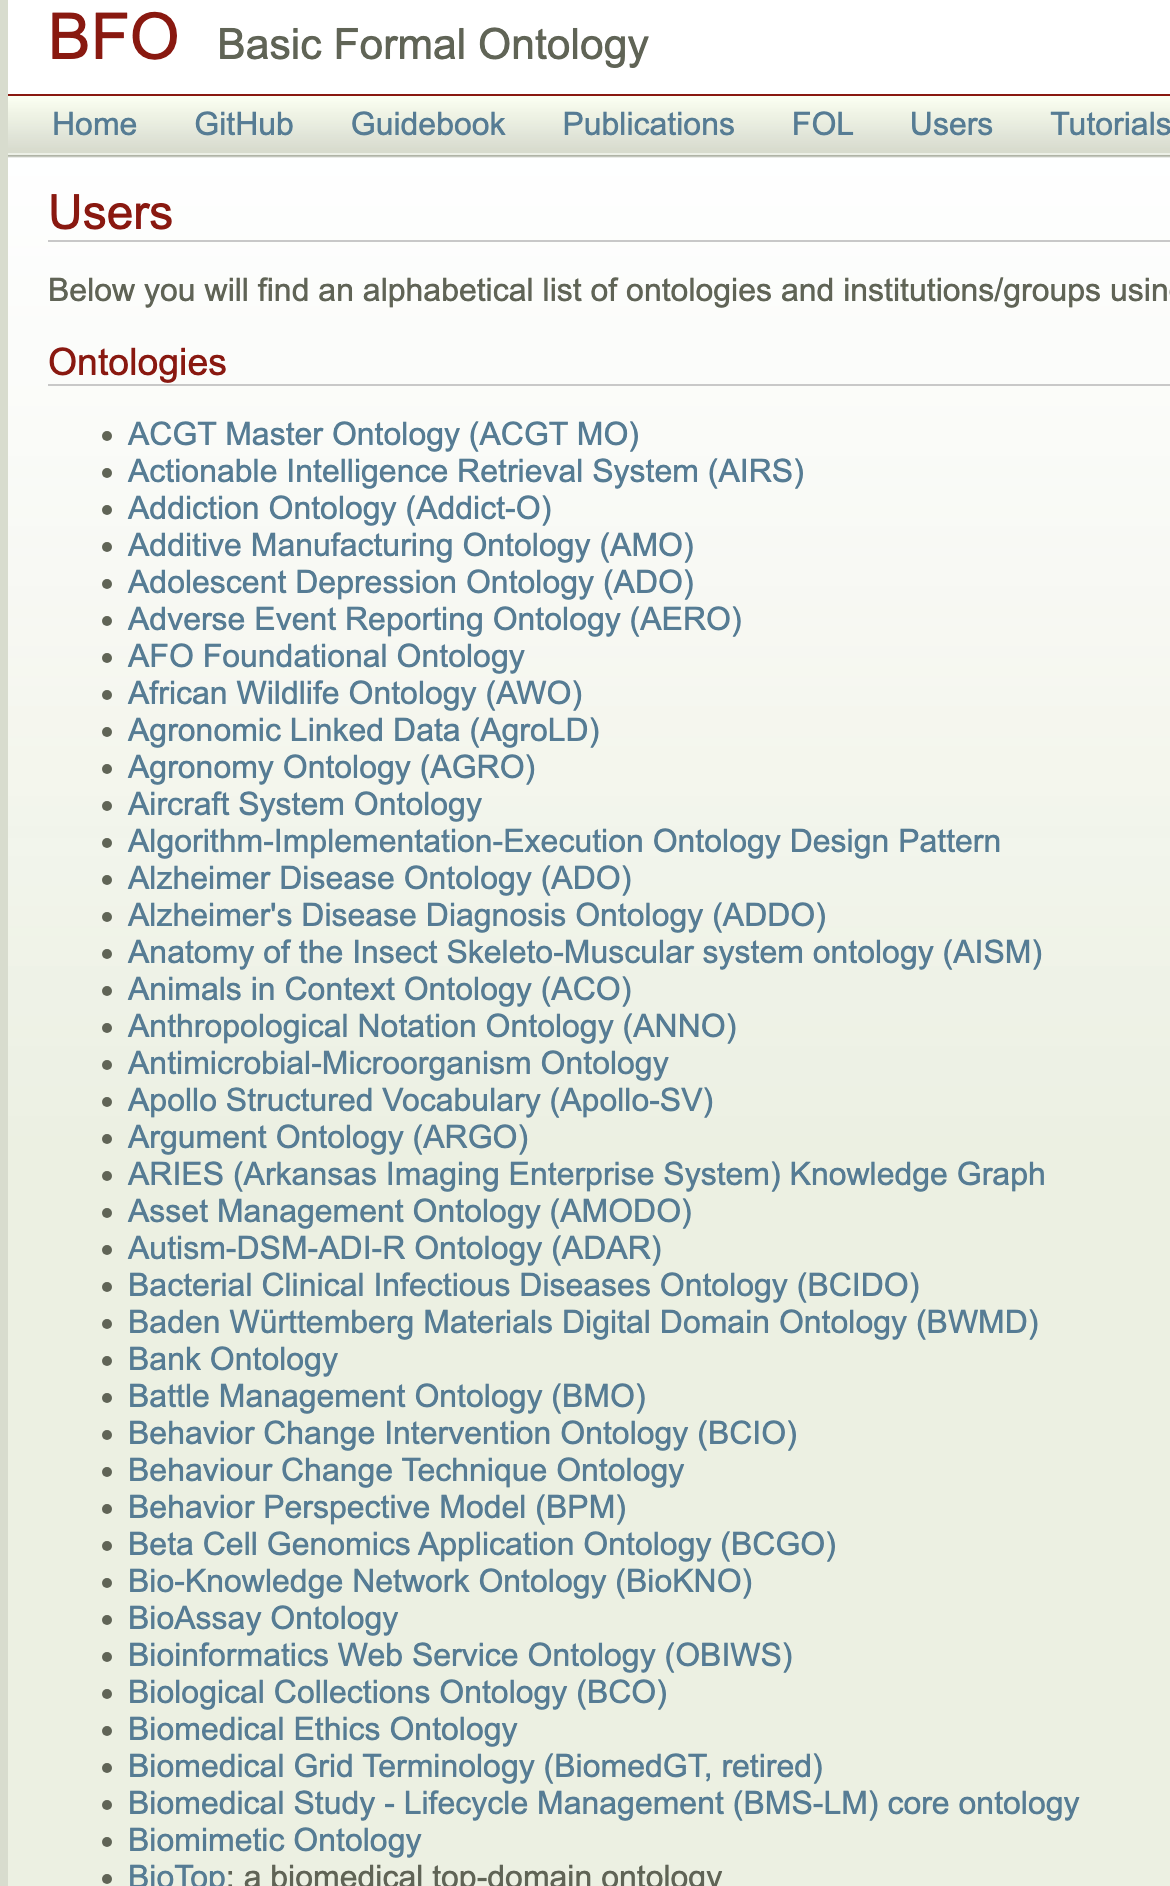 BFO Basic Formal Ontology
Home GitHub Guidebook Publications FOL Users Tutorials
Users
Below you will find an alphabetical list of ontologies and institutions/groups
Ontologies
• ACGT Master Ontology (ACGT MO)
• Actionable Intelligence Retrieval System (AIRS)
• Addiction Ontology (Addict-O)
• Additive Manufacturing Ontology (AMO)
• Adolescent Depression Ontology (ADO)
• Adverse Event Reporting Ontology (AERO)
• AFO Foundational Ontology
• African Wildlife Ontology (AWO)
• Agronomic Linked Data (AgroLD)
• Agronomy Ontology (AGRO)
• Aircraft System Ontology
• Algorithm-Implementation-Execution Ontology Design Pattern
• Alzheimer Disease Ontology (ADO)
• Alzheimer's Disease Diagnosis Ontology (ADDO)
• Anatomy of the Insect Skeleto-Muscular system ontology (AISM)
• Animals in Context Ontology (ACO)
• Anthropological Notation Ontology (ANNO)
• Antimicrobial-Microorganism Ontology
• Apollo Structured Vocabulary (Apollo-SV)
• Argument Ontology (ARGO)
• ARIES (Arkansas Imaging Enterprise System) Knowledge Graph
• Asset Management Ontology (AMODO)
• Autism-DSM-ADI-R Ontology (ADAR)
• Bacterial Clinical Infectious Diseases Ontology (BCIDO)
• Baden Württemberg Materials Digital Domain Ontology (BWMD)
• Bank Ontology
• Battle Management Ontology (BMO)
• Behavior Change Intervention Ontology (BCIO)
• Behaviour Change Technique Ontology
• Behavior Perspective Model (BPM)
• Beta Cell Genomics Application Ontology (BCGO)
• Bio-Knowledge Network Ontology (BioKNO)
• BioAssay Ontology
• Bioinformatics Web Service Ontology (OBIWS)
• Biological Collections Ontology (BCO)
• Biomedical Ethics Ontology
• Biomedical Grid Terminology (BiomedGT, retired)
• Biomedical Study - Lifecycle Management (BMS-LM) core ontology
• Biomimetic Ontology
• BioTop: a biomedical top-domain ontology